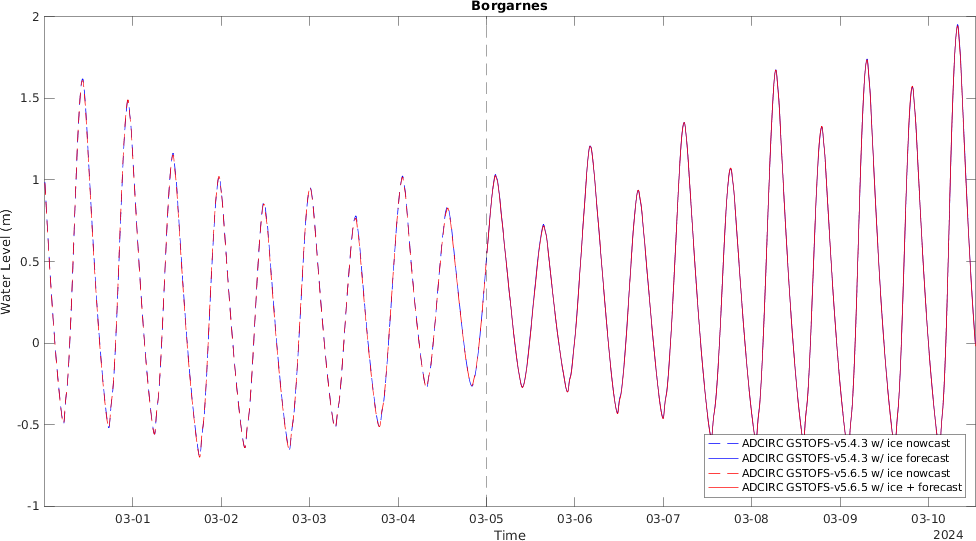 Borgarnes
2
1.5
1
0.5
0
-0.5
-1
Water Level (m)
03-01 03-02 03-03 03-04 03-05 03-06 03-07 03-08 03-09 03-10
Time
2024
ADCIRC GSTOFS-v5.4.3 w/ ice nowcast
ADCIRC GSTOFS-v5.4.3 w/ ice forecast
ADCIRC GSTOFS-v5.6.5 w/ ice nowcast
ADCIRC GSTOFS-v5.6.5 w/ ice + forecast